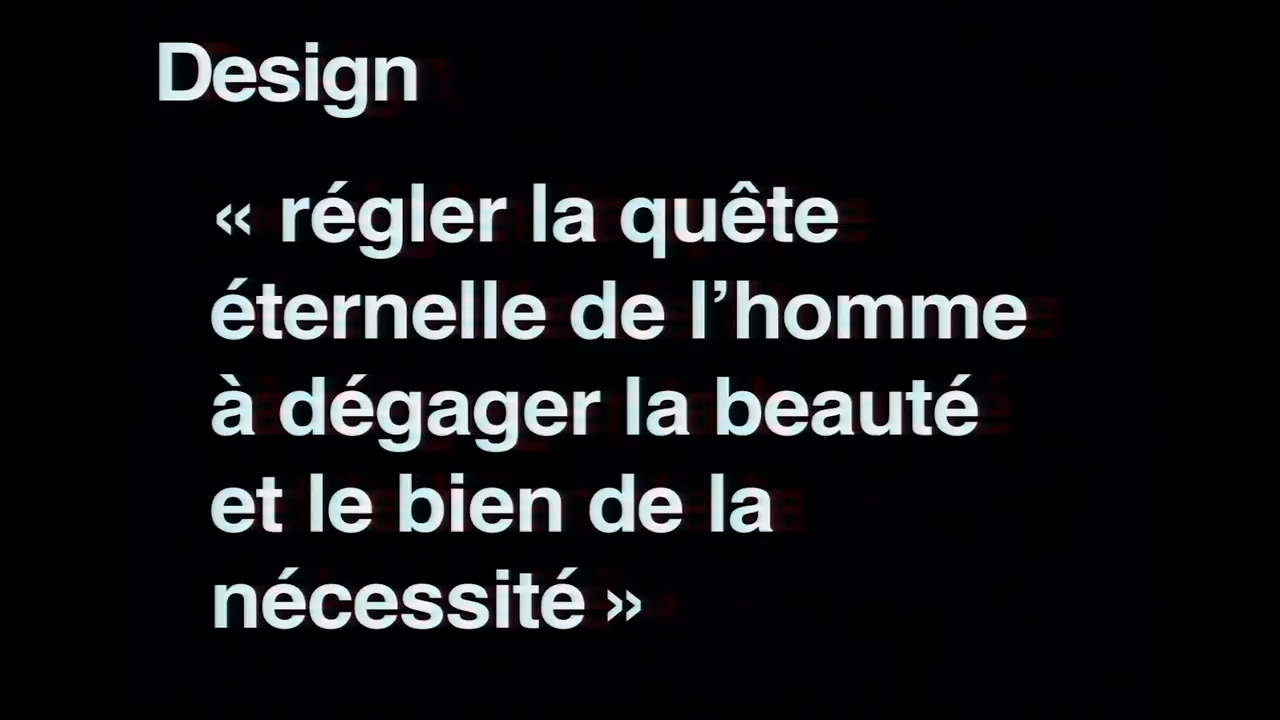 Design
« régler la quête
éternelle de l’homme
à dégager la beauté
et le bien de la
nécessité »